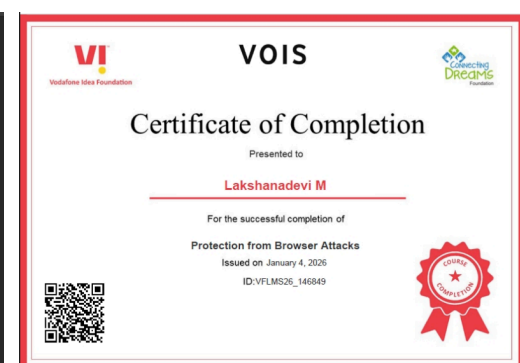 VI
Vodafone Idea Foundation
VOIS
Connecting
DREAMS
Foundation
Certificate of Completion
Presented to
Lakshanadevi M
For the successful completion of
Protection from Browser Attacks
Issued on January 4, 2026
ID:VFLMS26_146849
COURSE
COMPLETION